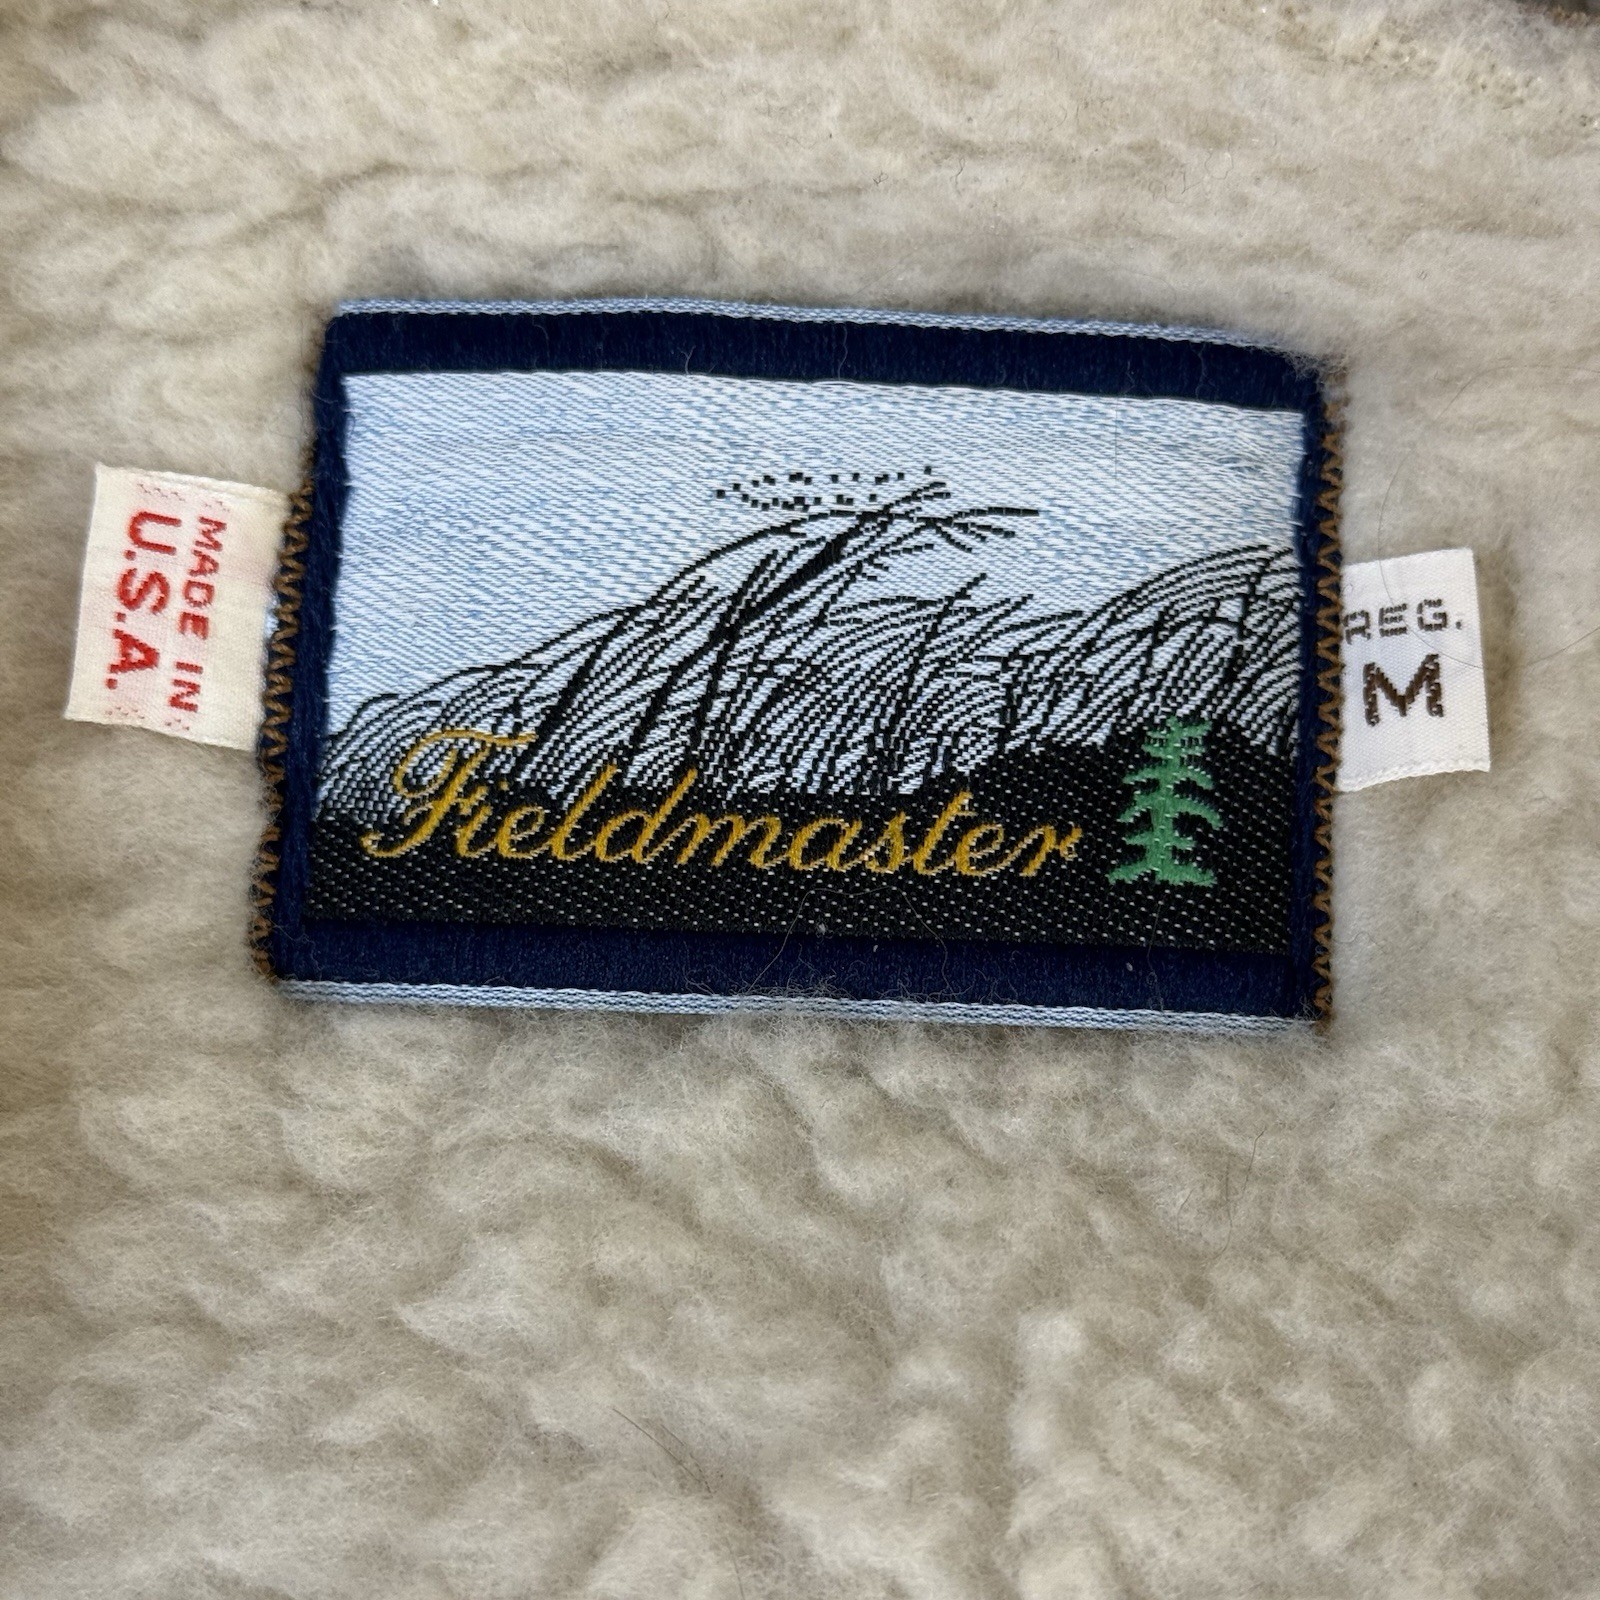 MADE IN
U.S.A.
Fieldmaster
REG.
M